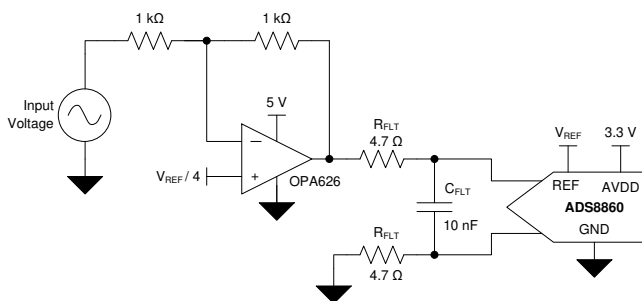 1 kΩ
1 kΩ
Input
Voltage
5 V
−
+
V_REF / 4
OPA626
R_FLT
4.7 Ω
C_FLT
10 nF
R_FLT
4.7 Ω
V_REF
3.3 V
REF
AVDD
ADS8860
GND